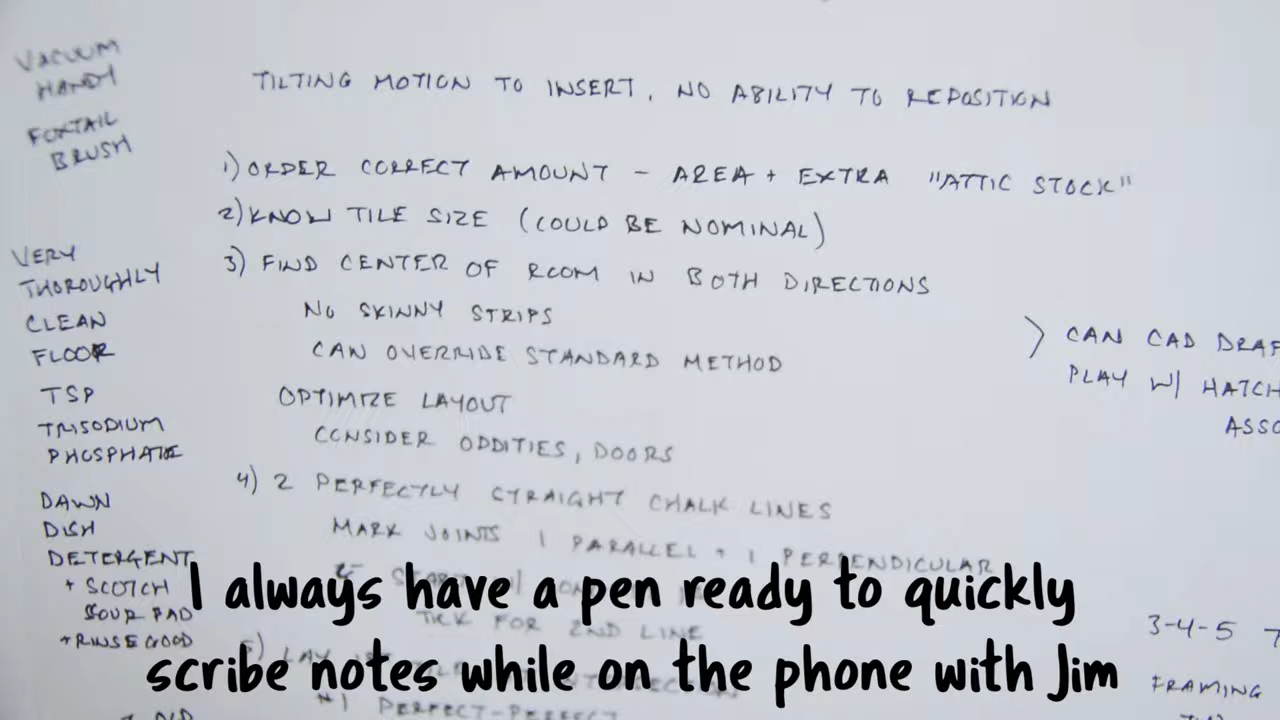 VACUUM
HANDY
FOXTAIL
BRUSH
VERY
THOROUGHLY
CLEAN
FLOOR
TSP
TRISODIUM
PHOSPHATE
DAWN
DISH
DETERGENT
+ SCOTCH
SOUR PAD
+ RINSE GOOD
TILTING MOTION TO INSERT, NO ABILITY TO REPOSITION
1) ORDER CORRECT AMOUNT - AREA + EXTRA "ATTIC STOCK"
2) KNOW TILE SIZE (COULD BE NOMINAL)
3) FIND CENTER OF ROOM IN BOTH DIRECTIONS
NO SKINNY STRIPS
CAN OVERRIDE STANDARD METHOD
OPTIMIZE LAYOUT
CONSIDER ODDITIES, DOORS
4) 2 PERFECTLY STRAIGHT CHALK LINES
MARK JOINTS 1 PARALLEL + 1 PERPENDICULAR
TICK FOR 2ND LINE
5) LAY
#1 PERFECT-PERFECT
> CAN CAD DRAF
PLAY W/ HATCH
ASSO
3-4-5 T
FRAMING
I always have a pen ready to quickly
scribe notes while on the phone with Jim